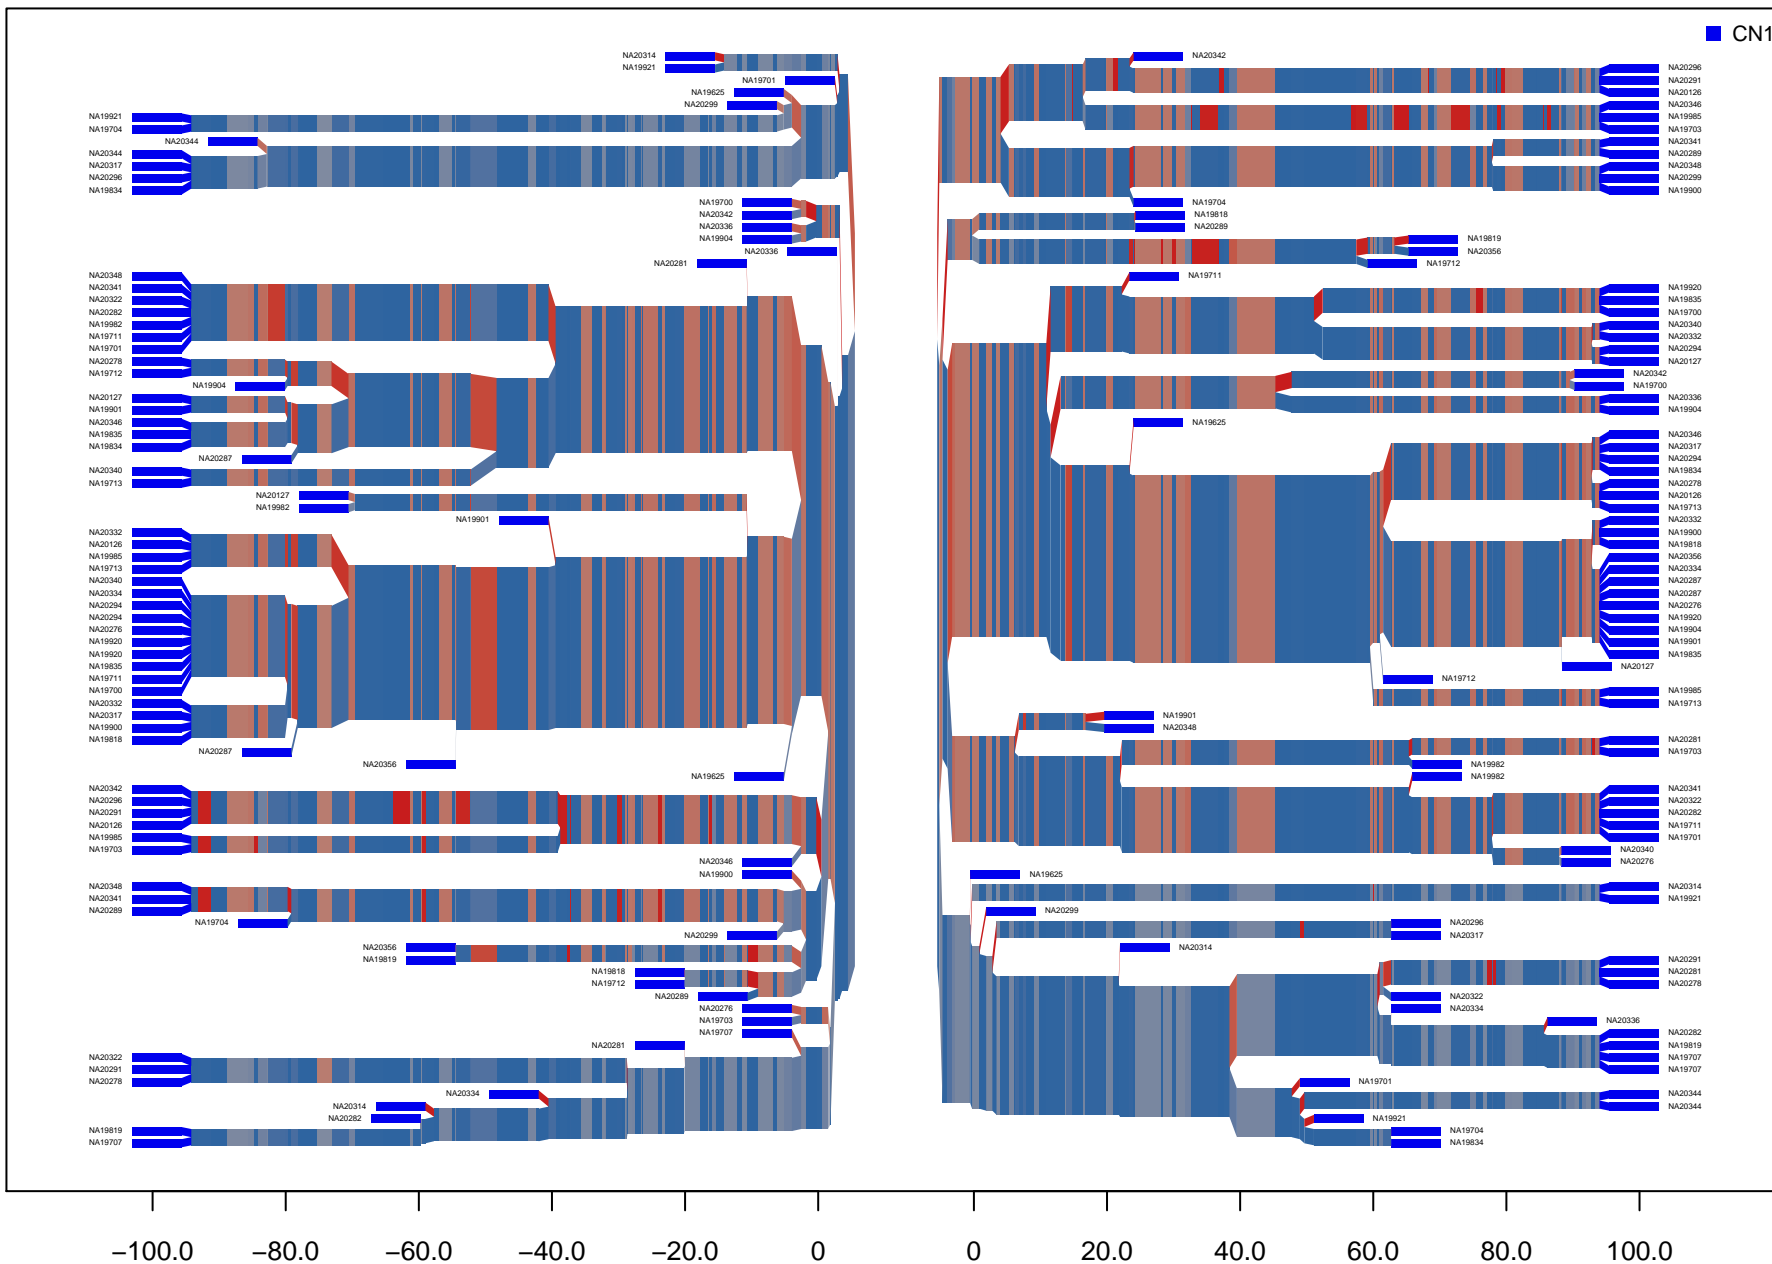 CN1
NA20314
NA19921
NA19701
NA19625
NA20299
NA19921
NA19704
NA20344
NA20344
NA20317
NA20296
NA19834
NA19700
NA20342
NA20336
NA19904
NA20336
NA20281
NA20348
NA20341
NA20322
NA20282
NA19982
NA19711
NA19701
NA20278
NA19712
NA19904
NA20127
NA19901
NA20346
NA19835
NA19834
NA20287
NA20340
NA19713
NA20127
NA19982
NA19901
NA20332
NA20126
NA19985
NA19713
NA20340
NA20334
NA20294
NA20294
NA20276
NA19920
NA19920
NA19835
NA19711
NA19700
NA20332
NA20317
NA19900
NA19818
NA20287
NA20356
NA19625
NA20342
NA20296
NA20291
NA20126
NA19985
NA19703
NA20346
NA19900
NA20348
NA20341
NA20289
NA19704
NA20299
NA20356
NA19819
NA19818
NA19712
NA20289
NA20276
NA19703
NA19707
NA20281
NA20322
NA20291
NA20278
NA20334
NA20314
NA20282
NA19819
NA19707
NA20342
NA20296
NA20291
NA20126
NA20346
NA19985
NA19703
NA20341
NA20289
NA20348
NA20299
NA19900
NA19704
NA19818
NA20289
NA19819
NA20356
NA19712
NA19711
NA19920
NA19835
NA19700
NA20340
NA20332
NA20294
NA20127
NA20342
NA19700
NA20336
NA19904
NA19625
NA20346
NA20317
NA20294
NA19834
NA20278
NA20126
NA19713
NA20332
NA19900
NA19818
NA20356
NA20334
NA20287
NA20287
NA20276
NA19920
NA19904
NA19901
NA19835
NA20127
NA19712
NA19985
NA19713
NA19901
NA20348
NA20281
NA19703
NA19982
NA19982
NA20341
NA20322
NA20282
NA19711
NA19701
NA20340
NA20276
NA19625
NA20314
NA19921
NA20299
NA20296
NA20317
NA20314
NA20291
NA20281
NA20278
NA20322
NA20334
NA20336
NA20282
NA19819
NA19707
NA19707
NA19701
NA20344
NA20344
NA19921
NA19704
NA19834
−100.0 −80.0 −60.0 −40.0 −20.0 0 0 20.0 40.0 60.0 80.0 100.0